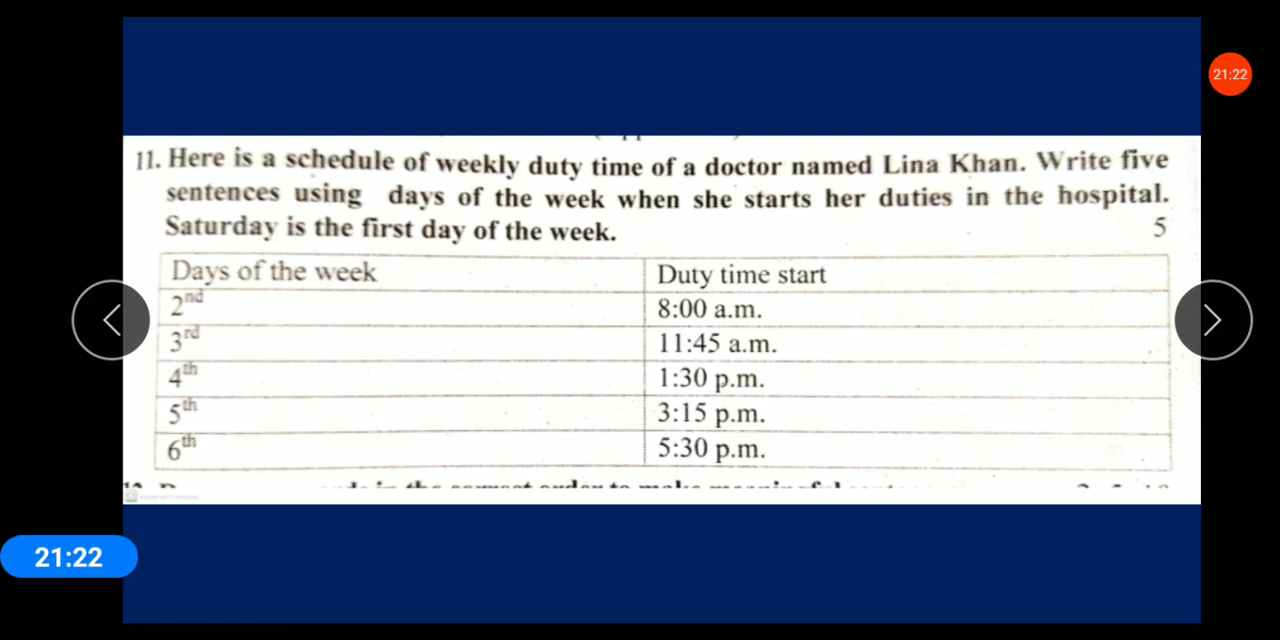 21:22
11. Here is a schedule of weekly duty time of a doctor named Lina Khan. Write five
sentences using days of the week when she starts her duties in the hospital.
Saturday is the first day of the week. 5
Days of the week Duty time start
2nd 8:00 a.m.
3rd 11:45 a.m.
4th 1:30 p.m.
5th 3:15 p.m.
6th 5:30 p.m.
21:22